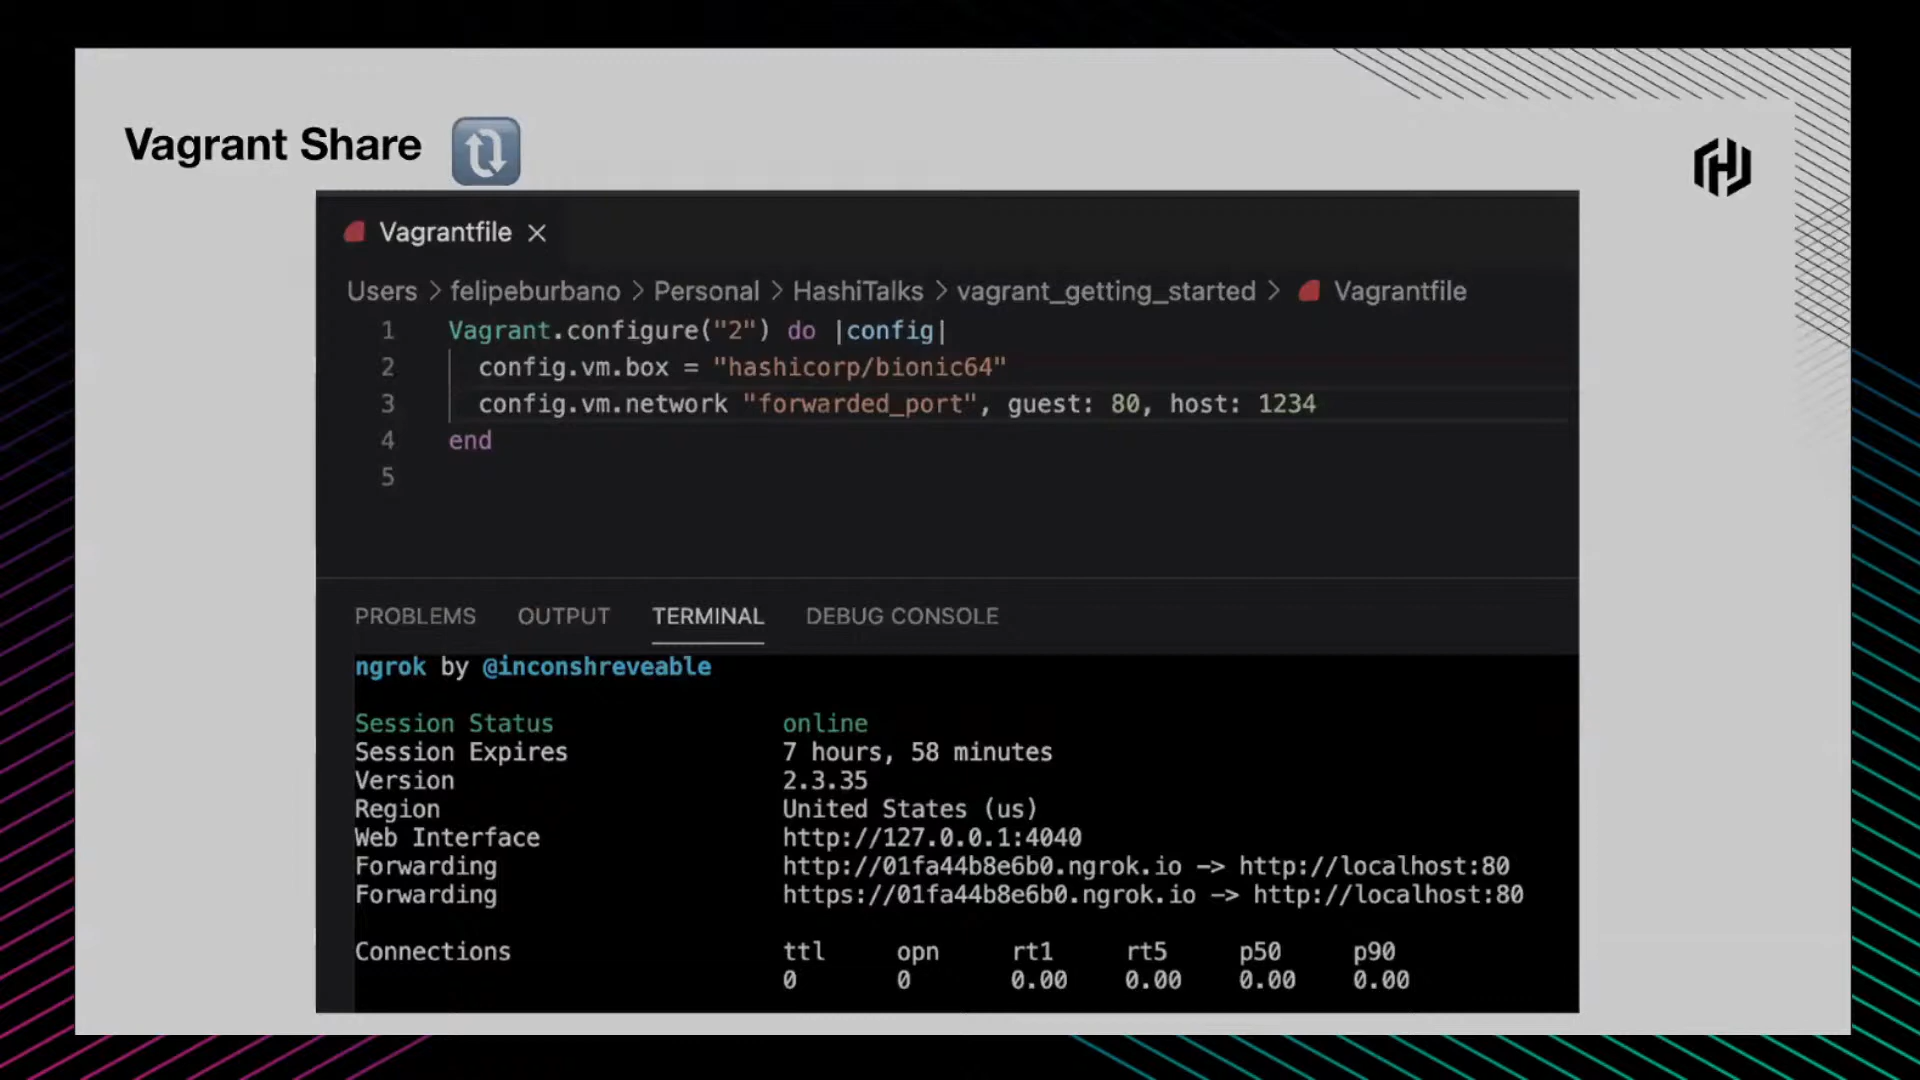 Vagrant Share
Vagrantfile
Users > felipeburbano > Personal > HashiTalks > vagrant_getting_started > Vagrantfile
1 Vagrant.configure("2") do |config|
2 config.vm.box = "hashicorp/bionic64"
3 config.vm.network "forwarded_port", guest: 80, host: 1234
4 end
5
PROBLEMS OUTPUT TERMINAL DEBUG CONSOLE
ngrok by @inconshreveable
Session Status online
Session Expires 7 hours, 58 minutes
Version 2.3.35
Region United States (us)
Web Interface http://127.0.0.1:4040
Forwarding http://01fa44b8e6b0.ngrok.io -> http://localhost:80
Forwarding https://01fa44b8e6b0.ngrok.io -> http://localhost:80
Connections ttl opn rt1 rt5 p50 p90
0 0 0.00 0.00 0.00 0.00